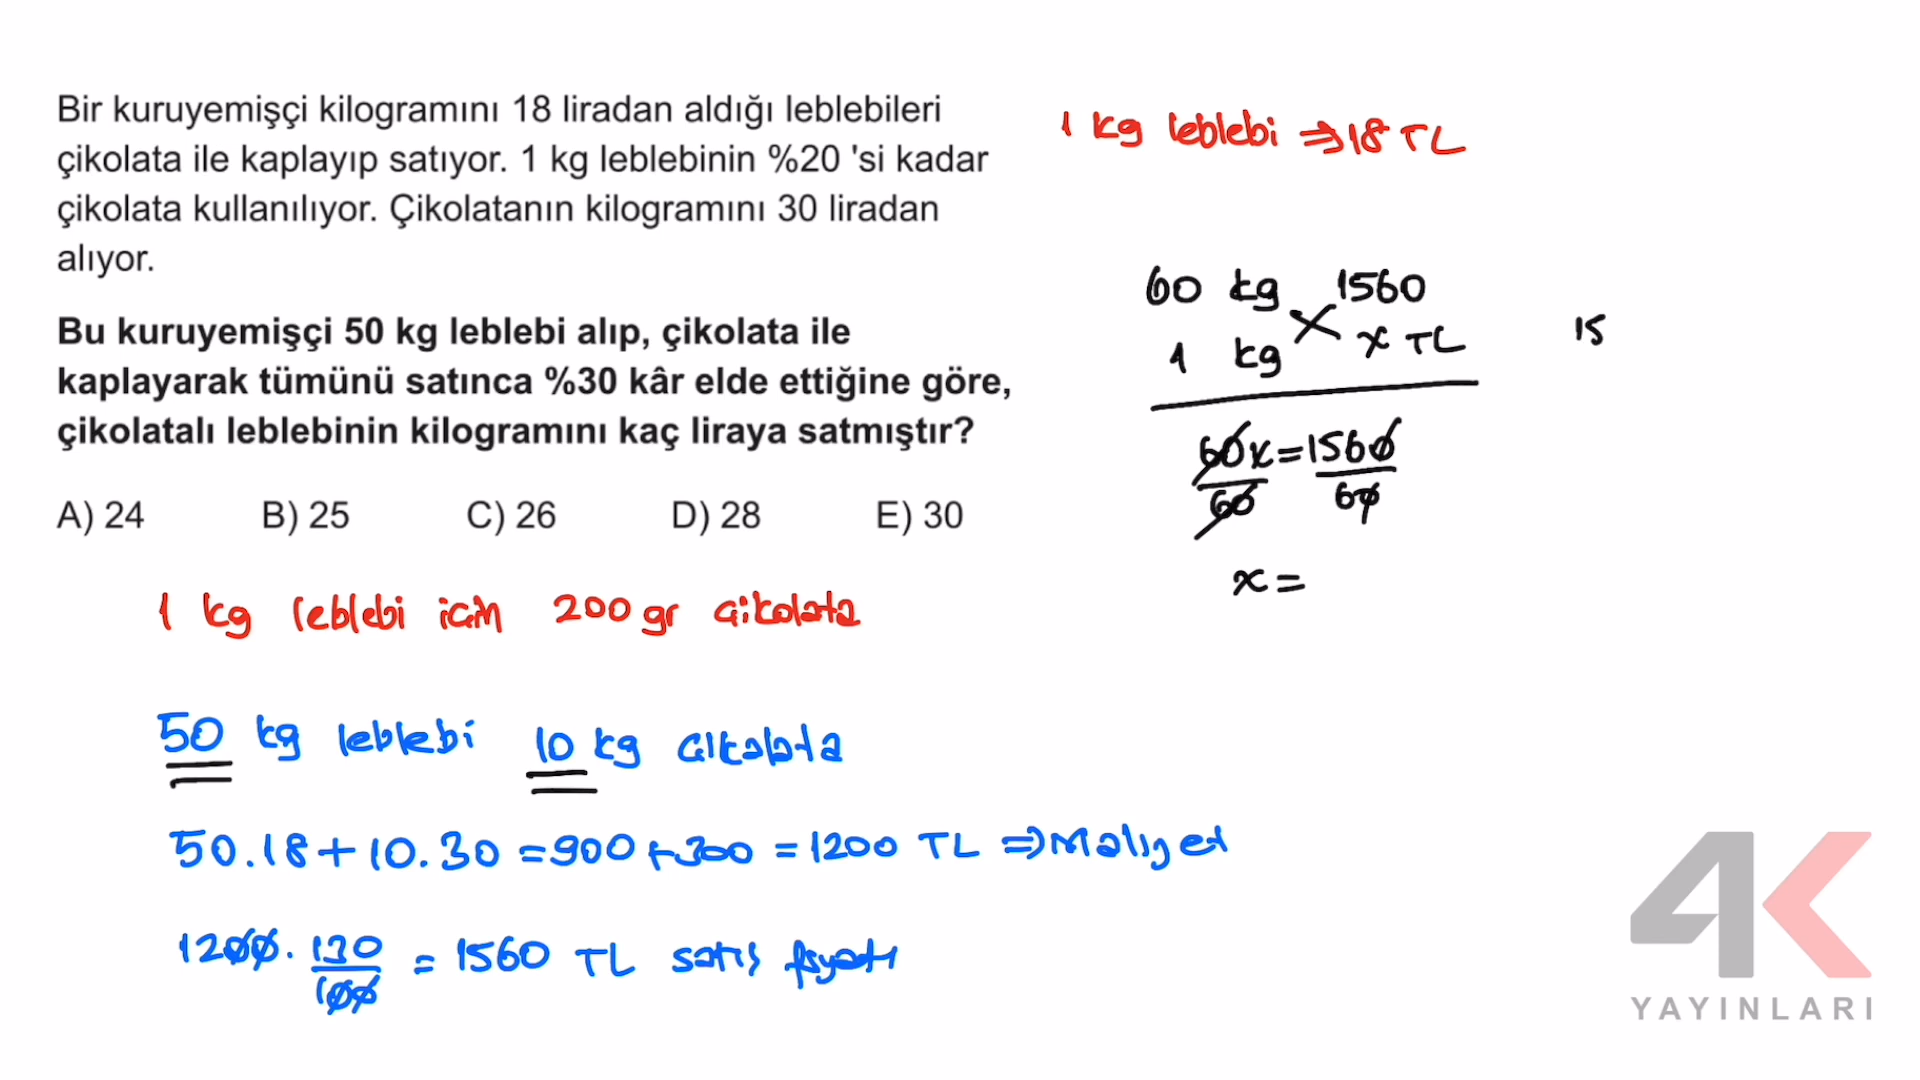 Bir kuruyemişçi kilogramını 18 liradan aldığı leblebileri
çikolata ile kaplayıp satıyor. 1 kg leblebinin %20 'si kadar
çikolata kullanılıyor. Çikolatanın kilogramını 30 liradan
alıyor.
Bu kuruyemişçi 50 kg leblebi alıp, çikolata ile
kaplayarak tümünü satınca %30 kâr elde ettiğine göre,
çikolatalı leblebinin kilogramını kaç liraya satmıştır?
A) 24 B) 25 C) 26 D) 28 E) 30
1 kg leblebi için 200 gr çikolata
50 kg leblebi 10 kg çikolata
50.18+10.30 =900+300 = 1200 TL ⇒ Maliyet
1200. 130/100 = 1560 TL satış fiyatı
1 kg leblebi ⇒ 18 TL
60 kg 1560
1 kg x TL
15
60x/60 = 1560/60
x =
4K
YAYINLARI